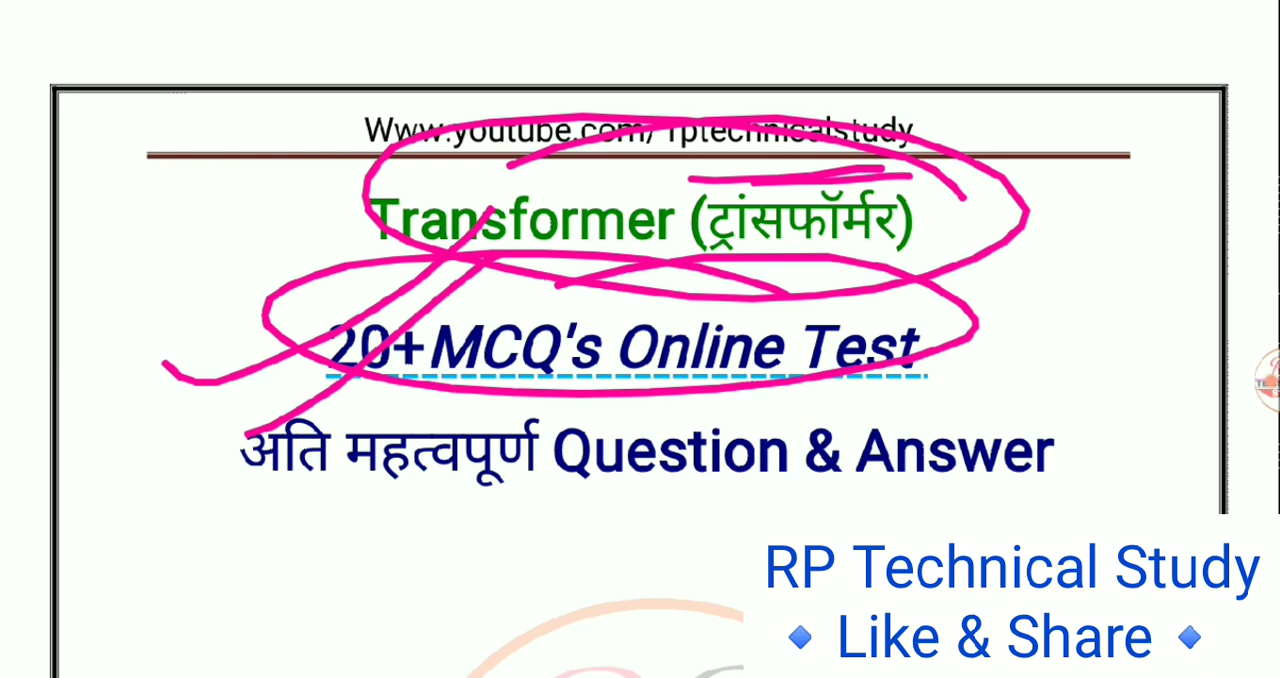 Www.youtube.com/ rptechnicalstudy
Transformer (ट्रांसफॉर्मर)
20+MCQ's Online Test
अति महत्वपूर्ण Question & Answer
RP Technical Study
🔹 Like & Share 🔹